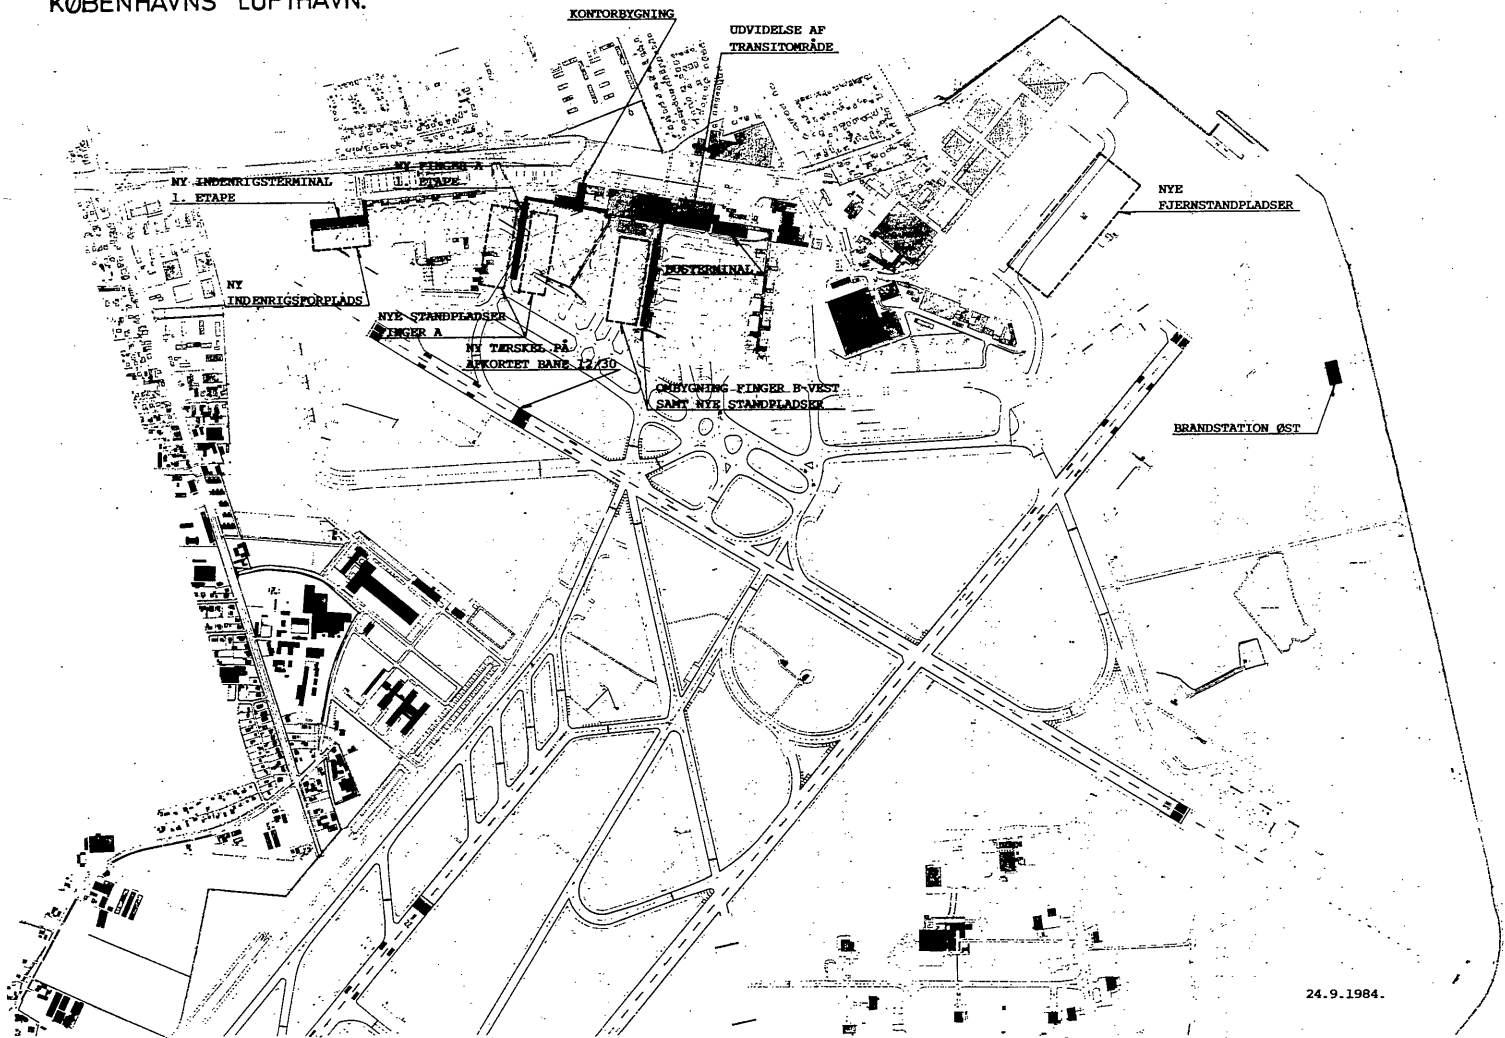 KØBENHAVNS LUFTHAVN.
KONTORBYGNING
UDVIDELSE AF
TRANSITOMRÅDE
NY FINGER A
1. ETAPE
NY INDENRIGSTERMINAL
1. ETAPE
NYE
FJERNSTANDPLADSER
BUSTERMINAL
NY
INDENRIGSFORPLADS
NYE STANDPLADSER
FINGER A
NY TÆRSKEL PÅ
AFKORTET BANE 12/30
OMBYGNING FINGER B-VEST
SAMT NYE STANDPLADSER
BRANDSTATION ØST
24.9.1984.